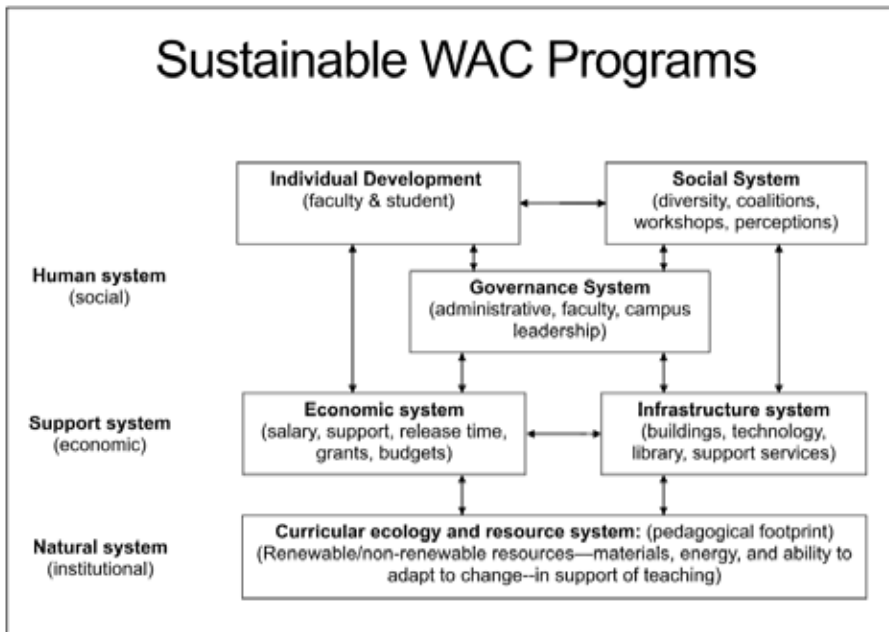 Sustainable WAC Programs
Individual Development
(faculty & student)
Social System
(diversity, coalitions,
workshops, perceptions)
Human system
(social)
Governance System
(administrative, faculty, campus
leadership)
Support system
(economic)
Economic system
(salary, support, release time,
grants, budgets)
Infrastructure system
(buildings, technology,
library, support services)
Natural system
(institutional)
Curricular ecology and resource system: (pedagogical footprint)
(Renewable/non-renewable resources—materials, energy, and ability to
adapt to change--in support of teaching)